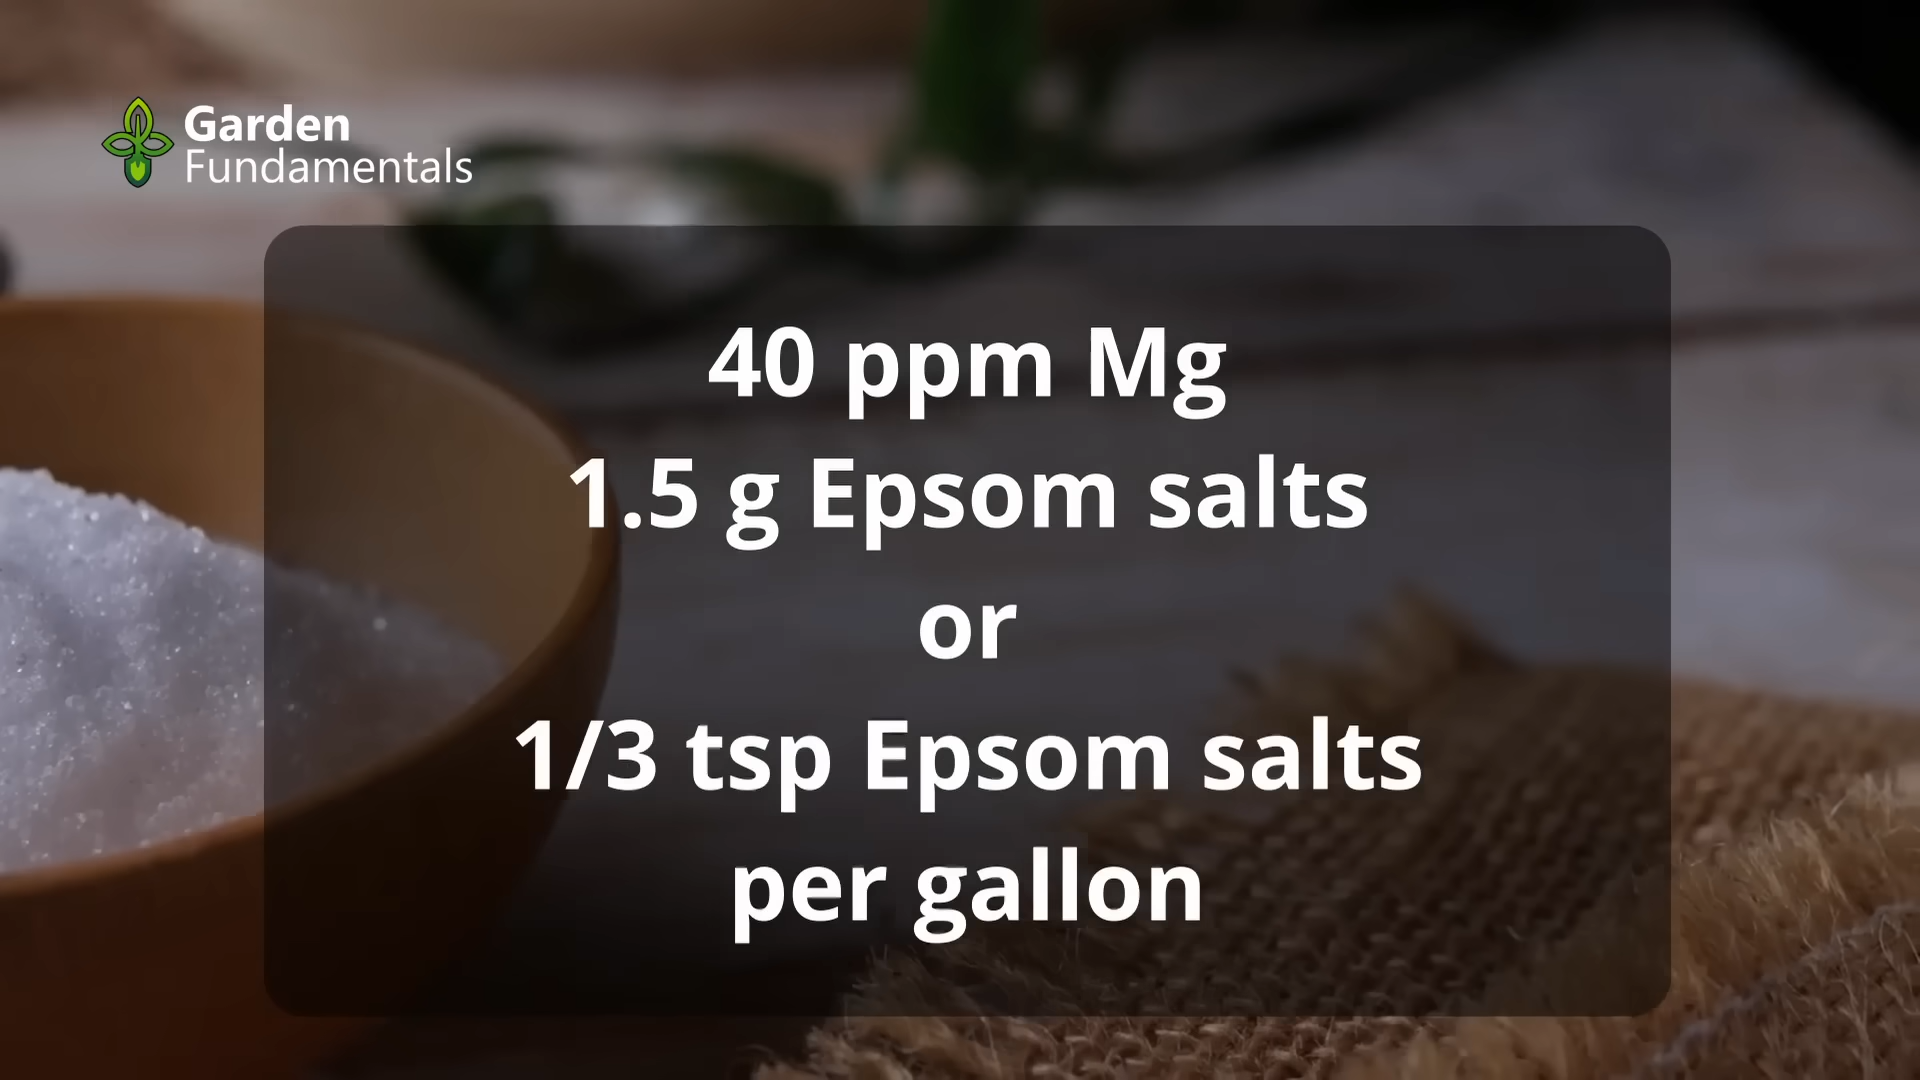 Garden
Fundamentals
40 ppm Mg
1.5 g Epsom salts
or
1/3 tsp Epsom salts
per gallon